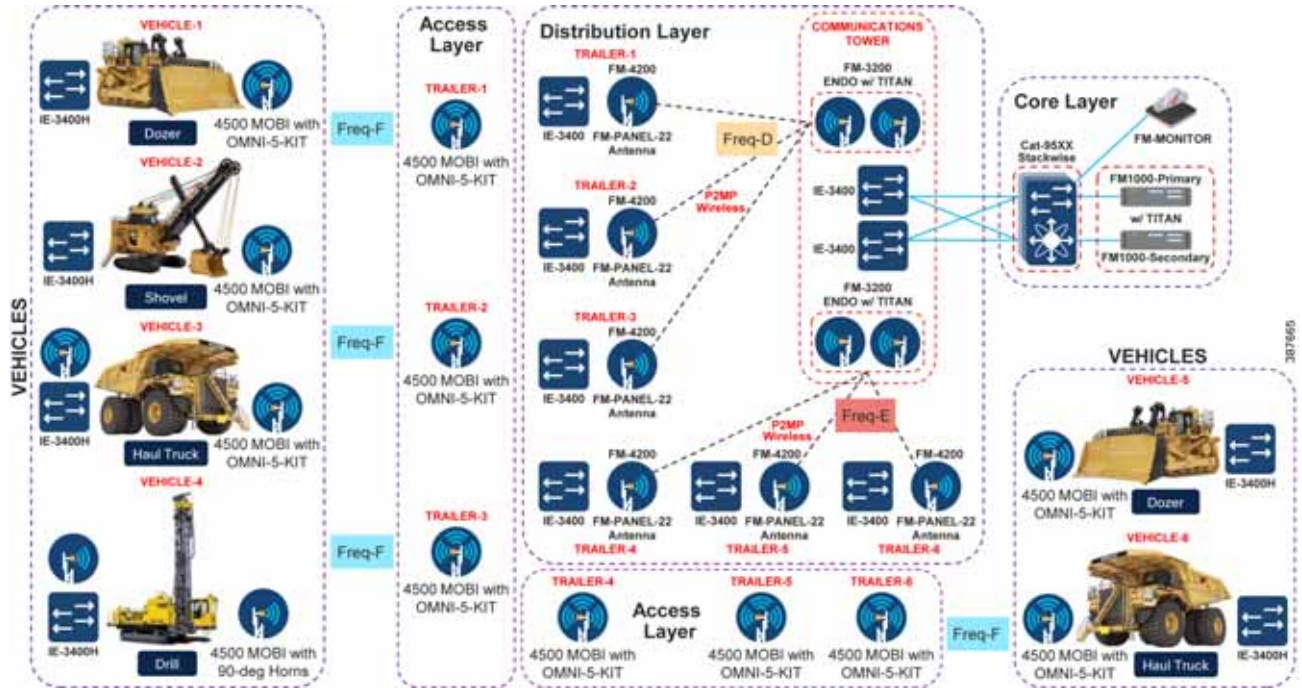 VEHICLES
VEHICLE-1
IE-3400H
Dozer
4500 MOBI with
OMNI-5-KIT
VEHICLE-2
IE-3400H
Shovel
4500 MOBI with
OMNI-5-KIT
VEHICLE-3
IE-3400H
Haul Truck
4500 MOBI with
OMNI-5-KIT
VEHICLE-4
IE-3400H
Drill
4500 MOBI with
90-deg Horns
Freq-F
Freq-F
Freq-F
Access
Layer
TRAILER-1
4500 MOBI with
OMNI-5-KIT
TRAILER-2
4500 MOBI with
OMNI-5-KIT
TRAILER-3
4500 MOBI with
OMNI-5-KIT
Distribution Layer
TRAILER-1
FM-4200
IE-3400
FM-PANEL-22
Antenna
TRAILER-2
FM-4200
IE-3400
FM-PANEL-22
Antenna
TRAILER-3
FM-4200
IE-3400
FM-PANEL-22
Antenna
Freq-D
P2MP
Wireless
COMMUNICATIONS
TOWER
FM-3200
ENDO w/ TITAN
IE-3400
IE-3400
FM-3200
ENDO w/ TITAN
Freq-E
P2MP
Wireless
FM-4200
IE-3400
FM-PANEL-22
Antenna
TRAILER-4
FM-4200
IE-3400
FM-PANEL-22
Antenna
TRAILER-5
FM-4200
IE-3400
FM-PANEL-22
Antenna
TRAILER-6
Core Layer
Cat-95XX
Stackwise
FM-MONITOR
FM1000-Primary
w/ TITAN
FM1000-Secondary
387665
Access
Layer
TRAILER-4
4500 MOBI with
OMNI-5-KIT
TRAILER-5
4500 MOBI with
OMNI-5-KIT
TRAILER-6
4500 MOBI with
OMNI-5-KIT
Freq-F
VEHICLES
VEHICLE-5
4500 MOBI with
OMNI-5-KIT
Dozer
IE-3400H
VEHICLE-6
4500 MOBI with
OMNI-5-KIT
Haul Truck
IE-3400H